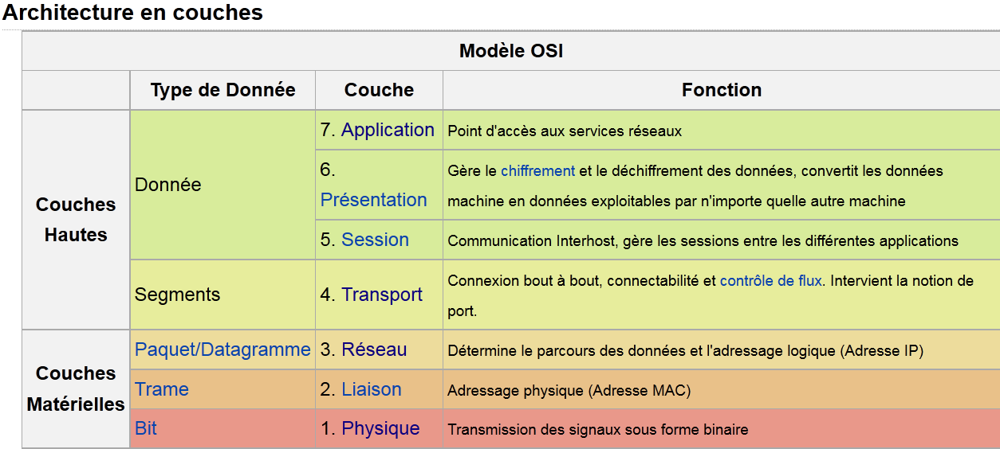 Architecture en couches
Modèle OSI
Type de Donnée
Couche
Fonction
Couches
Hautes
Donnée
7. Application
Point d'accès aux services réseaux
6.
Présentation
Gère le chiffrement et le déchiffrement des données, convertit les données
machine en données exploitables par n'importe quelle autre machine
5. Session
Communication Interhost, gère les sessions entre les différentes applications
Segments
4. Transport
Connexion bout à bout, connectabilité et contrôle de flux. Intervient la notion de
port.
Couches
Matérielles
Paquet/Datagramme
3. Réseau
Détermine le parcours des données et l'adressage logique (Adresse IP)
Trame
2. Liaison
Adressage physique (Adresse MAC)
Bit
1. Physique
Transmission des signaux sous forme binaire